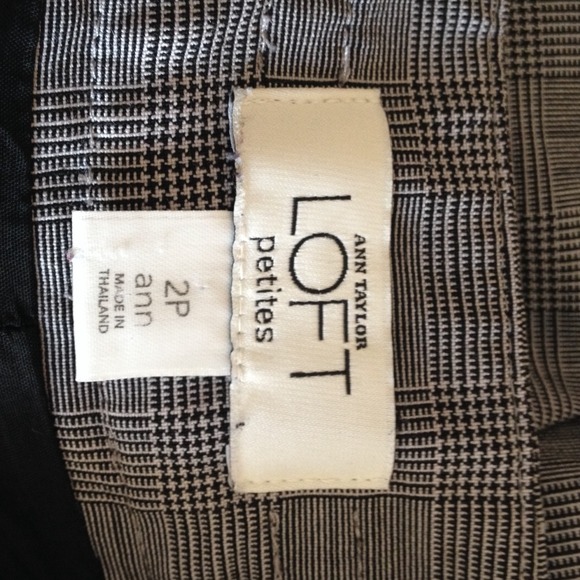 ANN TAYLOR
LOFT
petites
2P
ann
MADE IN
THAILAND